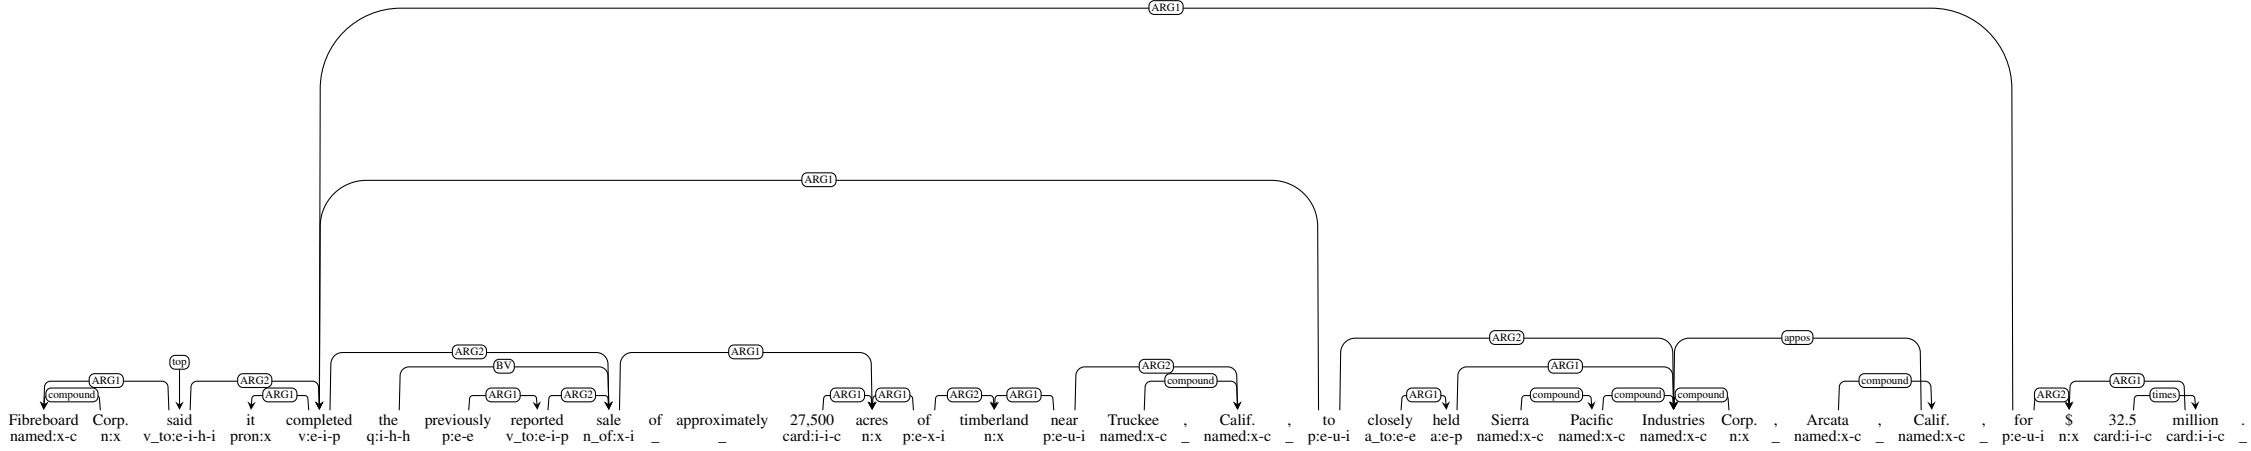 ARG1
ARG1
ARG2 appos
top ARG2 ARG1 ARG2 ARG1
ARG1 ARG2 BV compound compound ARG1
compound ARG1 ARG1 ARG2 ARG1 ARG1 ARG2 ARG1 ARG1 compound compound compound ARG2 times
Fibreboard Corp. said it completed the previously reported sale of approximately 27,500 acres of timberland near Truckee , Calif. , to closely held Sierra Pacific Industries Corp. , Arcata , Calif. , for $ 32.5 million .
named:x-c n:x v_to:e-i-h-i pron:x v:e-i-p q:i-h-h p:e-e v_to:e-i-p n_of:x-i _ _ card:i-i-c n:x p:e-x-i n:x p:e-u-i named:x-c _ named:x-c _ p:e-u-i a_to:e-e a:e-p named:x-c named:x-c named:x-c n:x _ named:x-c _ named:x-c _ p:e-u-i n:x card:i-i-c card:i-i-c _